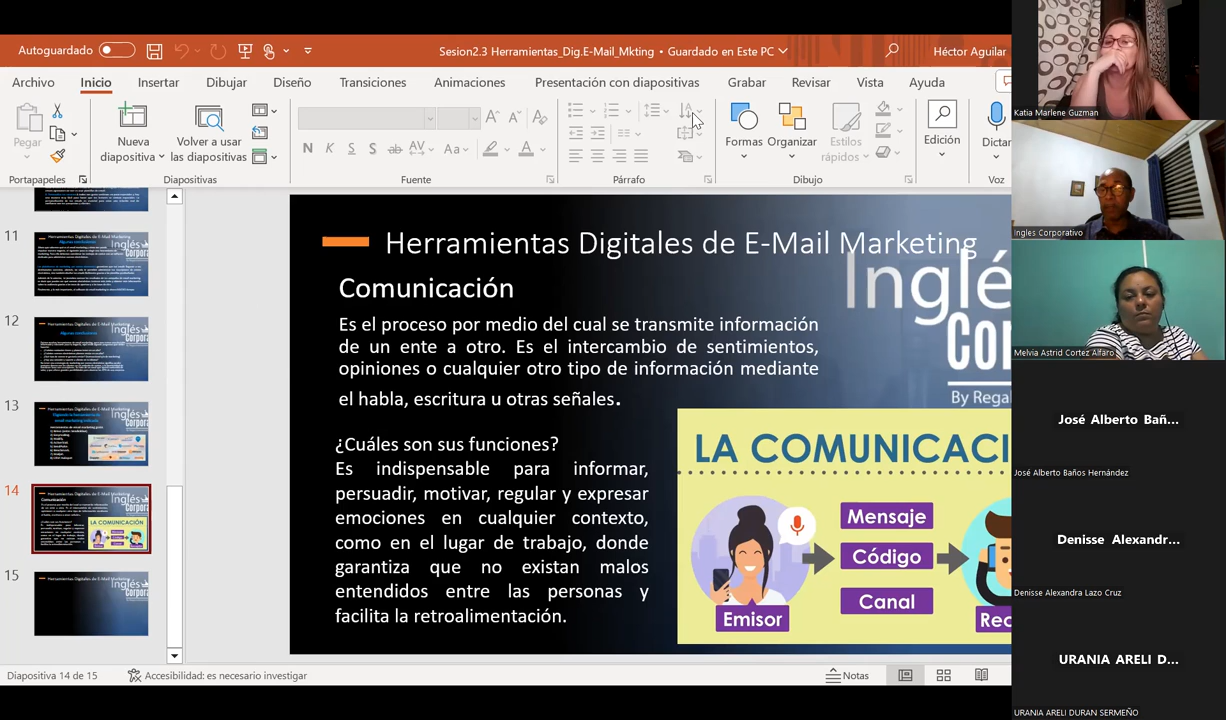 Autoguardado
Sesion2.3 Herramientas_Dig.E-Mail_Mkting • Guardado en Este PC
Héctor Aguilar
Archivo Inicio Insertar Dibujar Diseño Transiciones Animaciones Presentación con diapositivas Grabar Revisar Vista Ayuda
Pegar
Nueva
diapositiva
Volver a usar
las diapositivas
Formas
Organizar
Estilos
rápidos
Edición
Dictar
N K S S ab AV Aa A
Portapapeles
Diapositivas
Fuente
Párrafo
Dibujo
Voz
11
12
13
14
15
Herramientas Digitales de E-Mail Marketing
Inglés
Corpo
By Regal
Comunicación
Es el proceso por medio del cual se transmite información
de un ente a otro. Es el intercambio de sentimientos,
opiniones o cualquier otro tipo de información mediante
el habla, escritura u otras señales.
¿Cuáles son sus funciones?
Es indispensable para informar,
persuadir, motivar, regular y expresar
emociones en cualquier contexto,
como en el lugar de trabajo, donde
garantiza que no existan malos
entendidos entre las personas y
facilita la retroalimentación.
LA COMUNICACI
Mensaje
Código
Canal
Emisor
Rec
Diapositiva 14 de 15
Accesibilidad: es necesario investigar
Notas
Katia Marlene Guzman
Ingles Corporativo
Melvia Astrid Cortez Alfaro
José Alberto Bañ...
José Alberto Baños Hernández
Denisse Alexandr...
Denisse Alexandra Lazo Cruz
URANIA ARELI D...
URANIA ARELI DURAN SERMEÑO